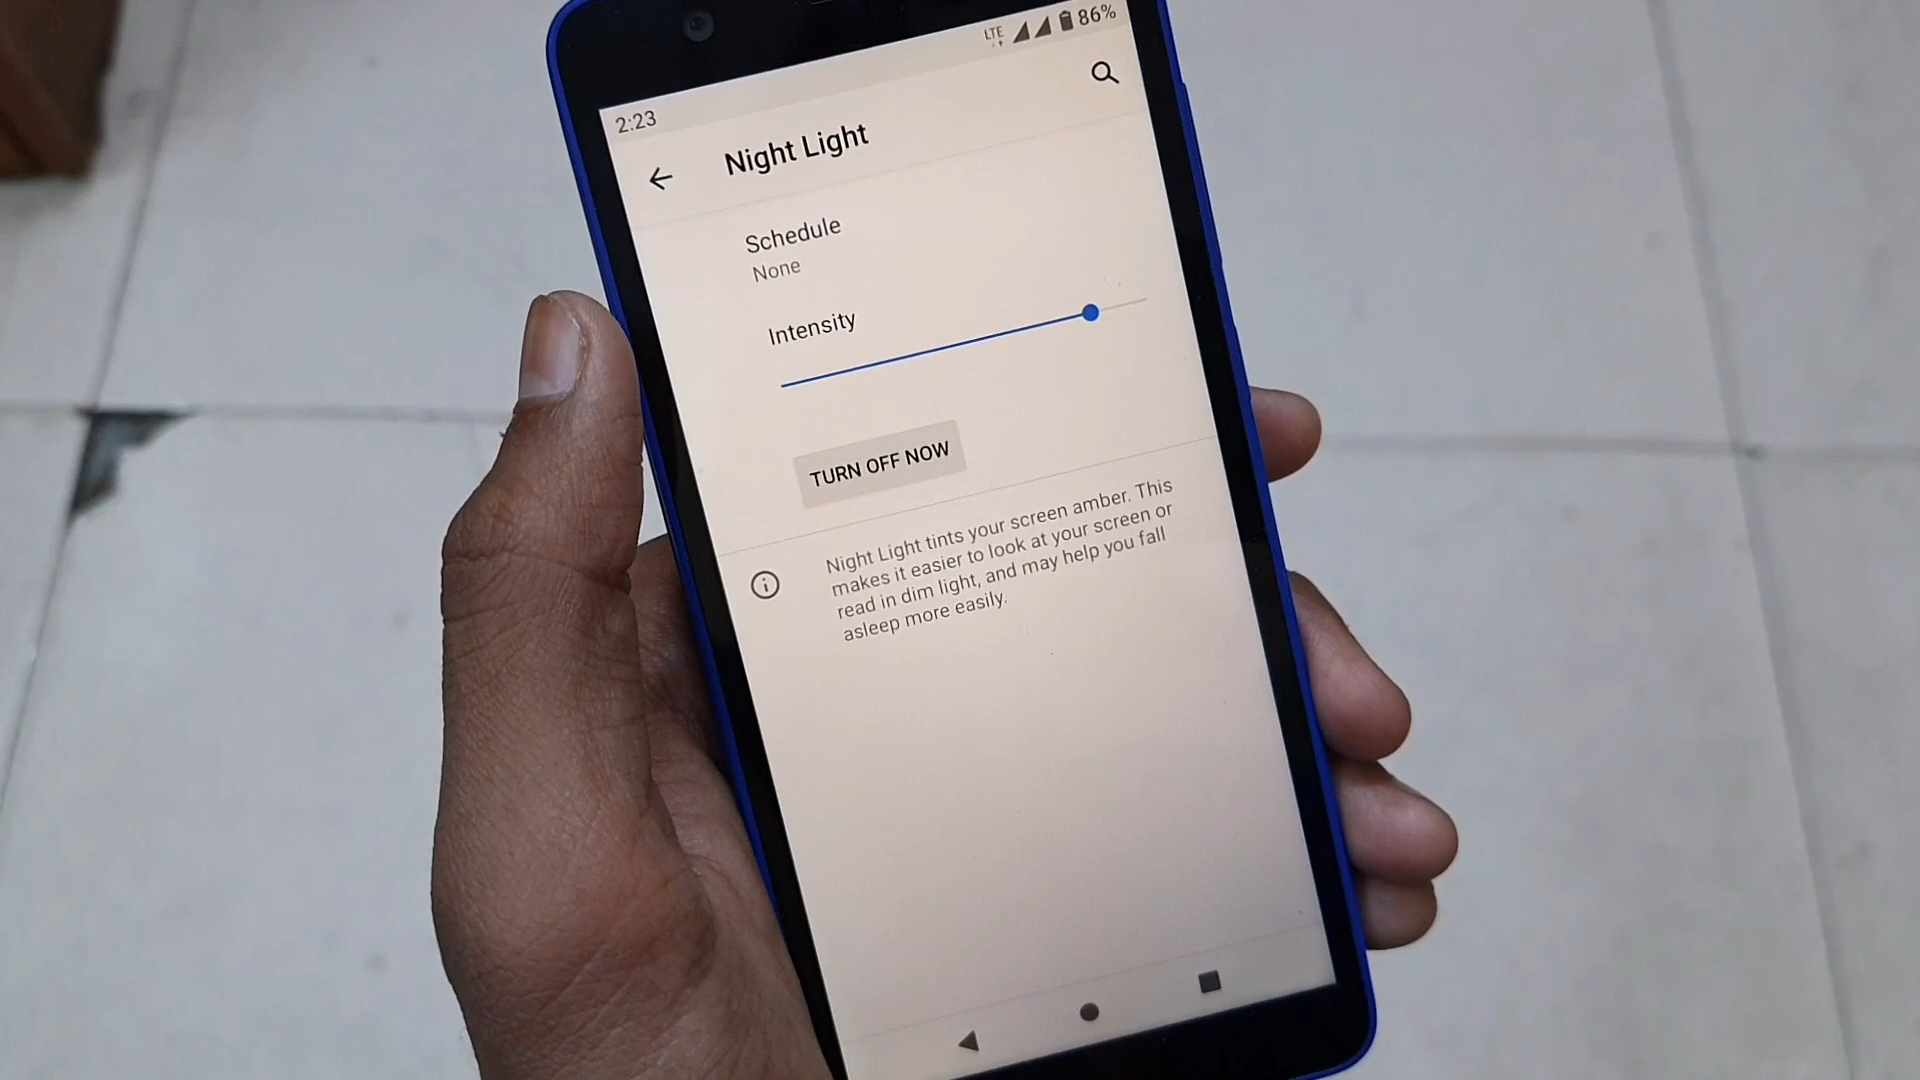 LTE 86%
2:23
Night Light
Schedule
None
Intensity
TURN OFF NOW
Night Light tints your screen amber. This
makes it easier to look at your screen or
read in dim light, and may help you fall
asleep more easily.